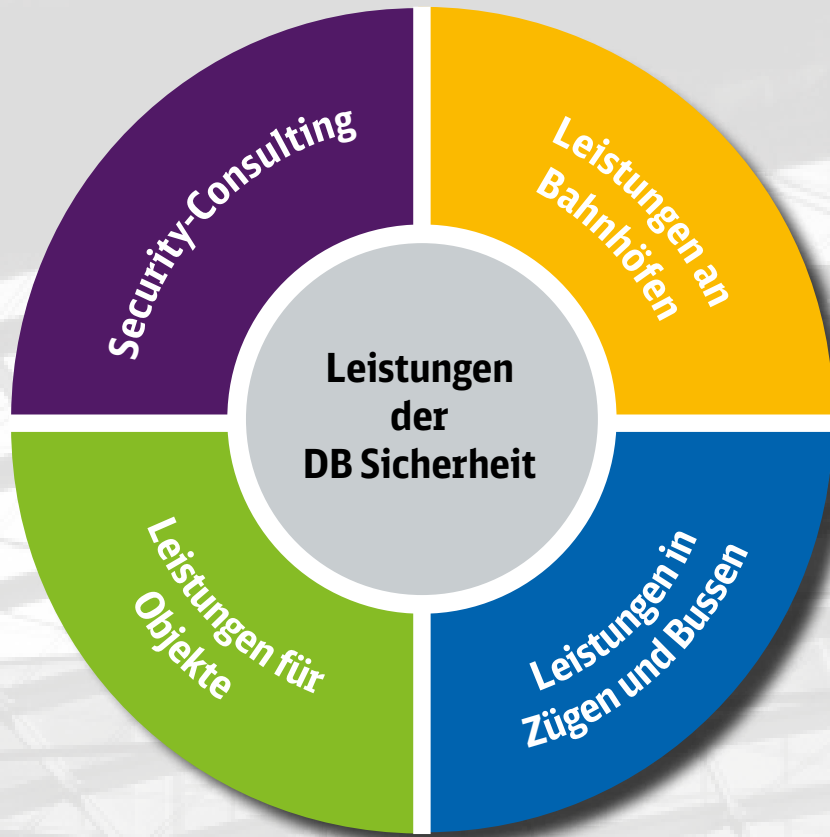 Security-Consulting
Leistungen an
Bahnhöfen
Leistungen
der
DB Sicherheit
Leistungen für
Objekte
Leistungen in
Zügen und Bussen